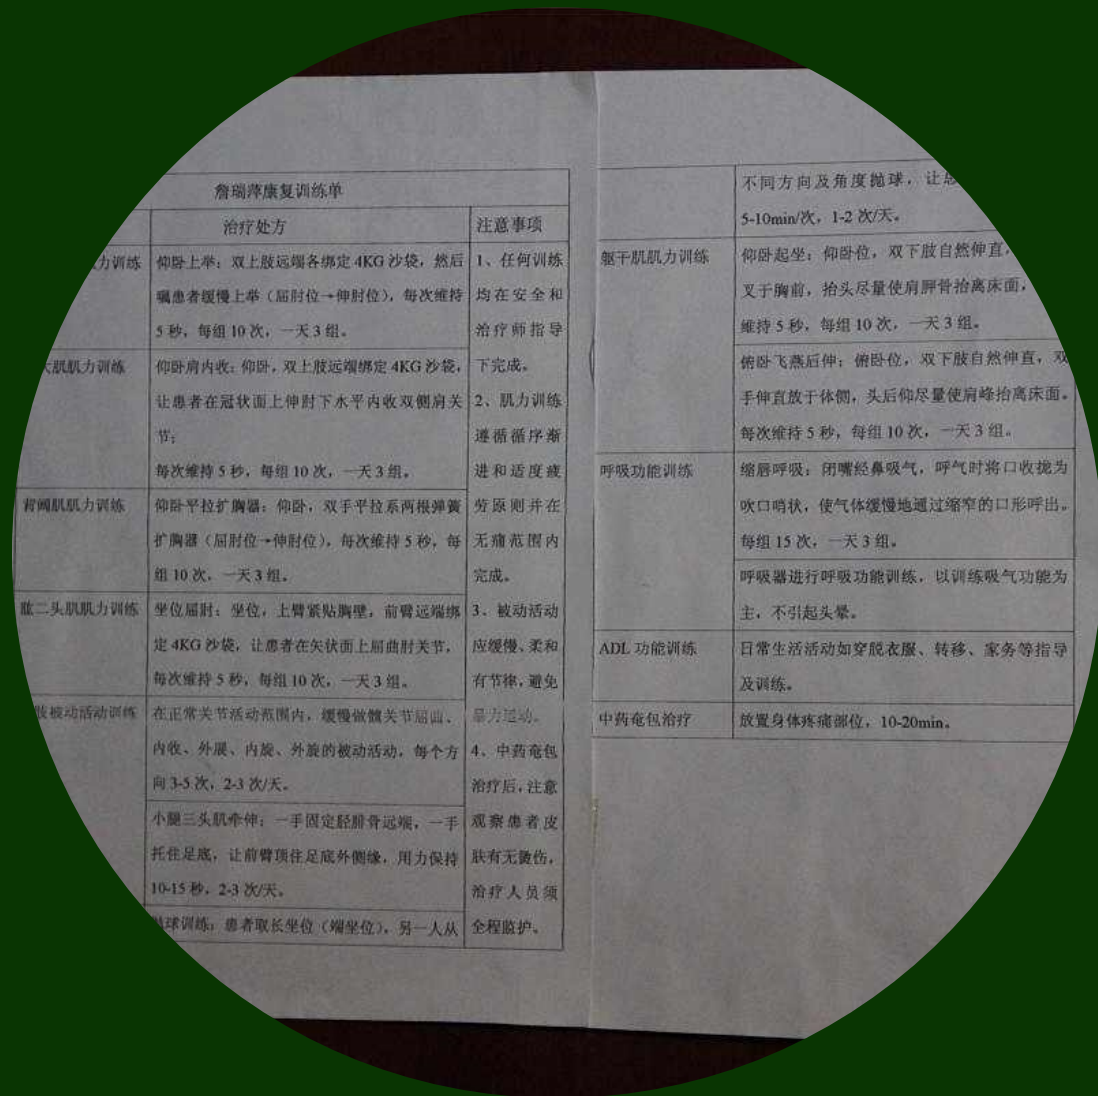 詹瑞萍康复训练单
治疗处方
注意事项
力训练
仰卧上举：双上肢远端各绑定 4KG 沙袋，然后
嘱患者缓慢上举（屈肘位→伸肘位），每次维持
5 秒，每组 10 次，一天 3 组。
大肌肌力训练
仰卧肩内收：仰卧，双上肢远端绑定 4KG 沙袋，
让患者在冠状面上伸肘下水平内收双侧肩关
节；
每次维持 5 秒，每组 10 次，一天 3 组。
背阔肌肌力训练
仰卧平拉扩胸器：仰卧，双手平拉系两根弹簧
扩胸器（屈肘位→伸肘位），每次维持 5 秒，每
组 10 次，一天 3 组。
肱二头肌肌力训练
坐位屈肘：坐位，上臂紧贴胸壁，前臂远端绑
定 4KG 沙袋，让患者在矢状面上屈曲肘关节，
每次维持 5 秒，每组 10 次，一天 3 组。
肢被动活动训练
在正常关节活动范围内，缓慢做髋关节屈曲、
内收、外展、内旋、外旋的被动活动，每个方
向 3-5 次，2-3 次/天。
小腿三头肌牵伸：一手固定胫腓骨远端，一手
托住足底，让前臂顶住足底外侧缘，用力保持
10-15 秒，2-3 次/天。
抛球训练：患者取长坐位（端坐位），另一人从
1、任何训练
均在安全和
治疗师指导
下完成。
2、肌力训练
遵循循序渐
进和适度疲
劳原则并在
无痛范围内
完成。
3、被动活动
应缓慢、柔和
有节律，避免
暴力运动。
4、中药奄包
治疗后，注意
观察患者皮
肤有无烫伤，
治疗人员须
全程监护。
不同方向及角度抛球，让
5-10min/次，1-2 次/天。
躯干肌肌力训练
仰卧起坐：仰卧位，双下肢自然伸直，
叉于胸前，抬头尽量使肩胛骨抬离床面，
维持 5 秒，每组 10 次，一天 3 组。
俯卧飞燕后伸：俯卧位，双下肢自然伸直，双
手伸直放于体侧，头后仰尽量使肩峰抬离床面。
每次维持 5 秒，每组 10 次，一天 3 组。
呼吸功能训练
缩唇呼吸：闭嘴经鼻吸气，呼气时将口收拢为
吹口哨状，使气体缓慢地通过缩窄的口形呼出。
每组 15 次，一天 3 组。
呼吸器进行呼吸功能训练，以训练吸气功能为
主，不引起头晕。
ADL 功能训练
日常生活活动如穿脱衣服、转移、家务等指导
及训练。
中药奄包治疗
放置身体疼痛部位，10-20min。